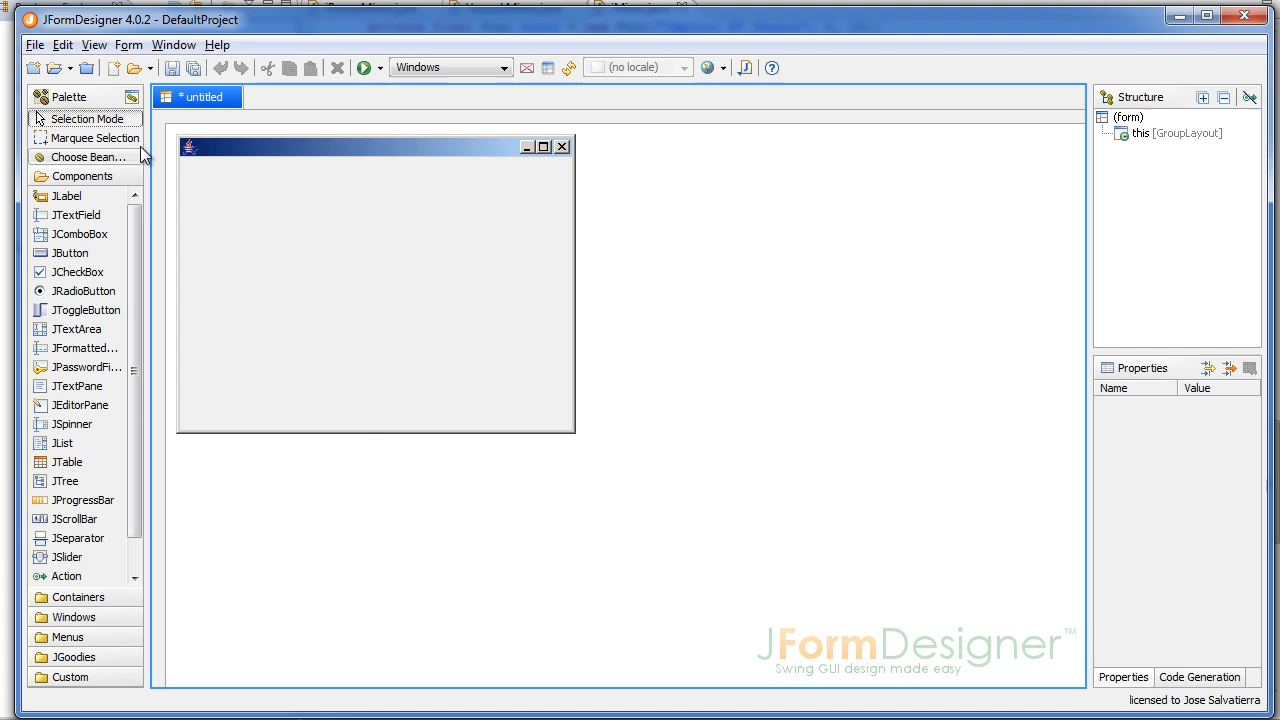 JFormDesigner 4.0.2 - DefaultProject
File Edit View Form Window Help
Windows
(no locale)
Palette
Selection Mode
Marquee Selection
Choose Bean...
Components
JLabel
JTextField
JComboBox
JButton
JCheckBox
JRadioButton
JToggleButton
JTextArea
JFormatted...
JPasswordFi...
JTextPane
JEditorPane
JSpinner
JList
JTable
JTree
JProgressBar
JScrollBar
JSeparator
JSlider
Action
Containers
Windows
Menus
JGoodies
Custom
* untitled
JFormDesigner™
Swing GUI design made easy
Structure
(form)
this [GroupLayout]
Properties
Name Value
Properties Code Generation
licensed to Jose Salvatierra